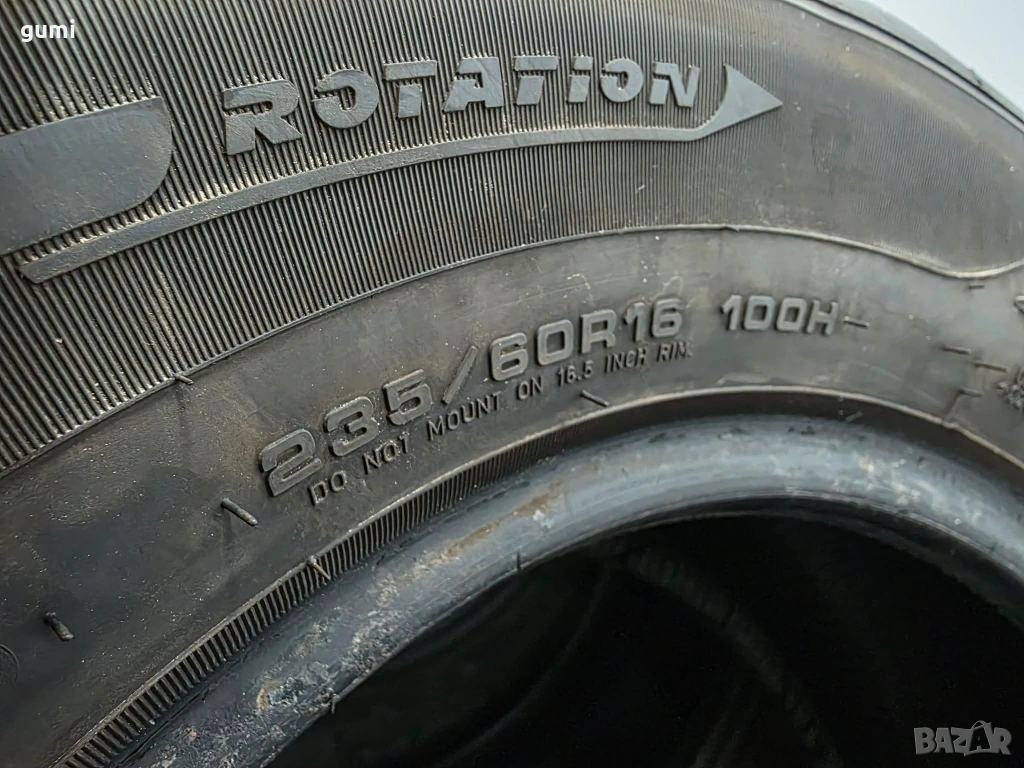 gumi
ROTATION
235/60R16 100H
DO NOT MOUNT ON 16.5 INCH RIM
BAZAR